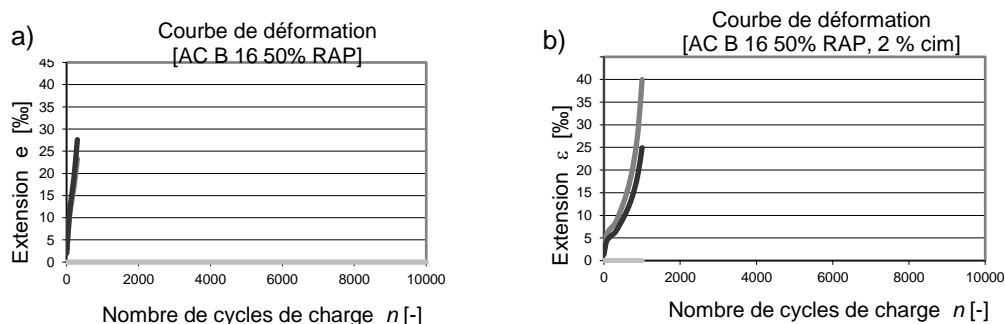 a)
Courbe de déformation
[AC B 16 50% RAP]
45
40
35
30
25
20
15
10
5
0
0 2000 4000 6000 8000 10000
Extension e [‰]
Nombre de cycles de charge n [-]
b)
Courbe de déformation
[AC B 16 50% RAP, 2 % cim]
40
35
30
25
20
15
10
5
0
0 2000 4000 6000 8000 10000
Extension ε [‰]
Nombre de cycles de charge n [-]